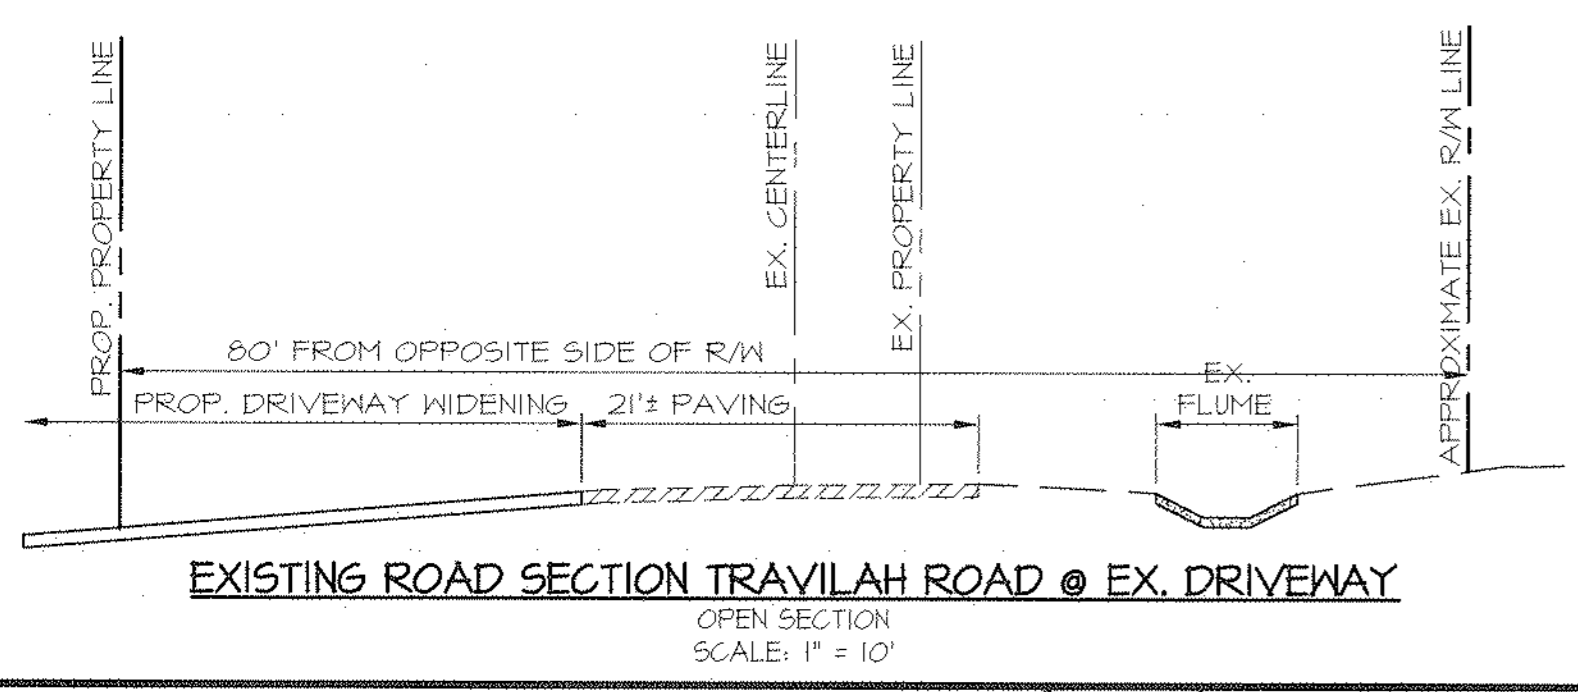 PROP. PROPERTY LINE
EX. CENTERLINE
EX. PROPERTY LINE
APPROXIMATE EX. R/W LINE
80' FROM OPPOSITE SIDE OF R/W
PROP. DRIVEWAY WIDENING
21'± PAVING
EX.
FLUME
EXISTING ROAD SECTION TRAVILAH ROAD @ EX. DRIVEWAY
OPEN SECTION
SCALE: 1" = 10'